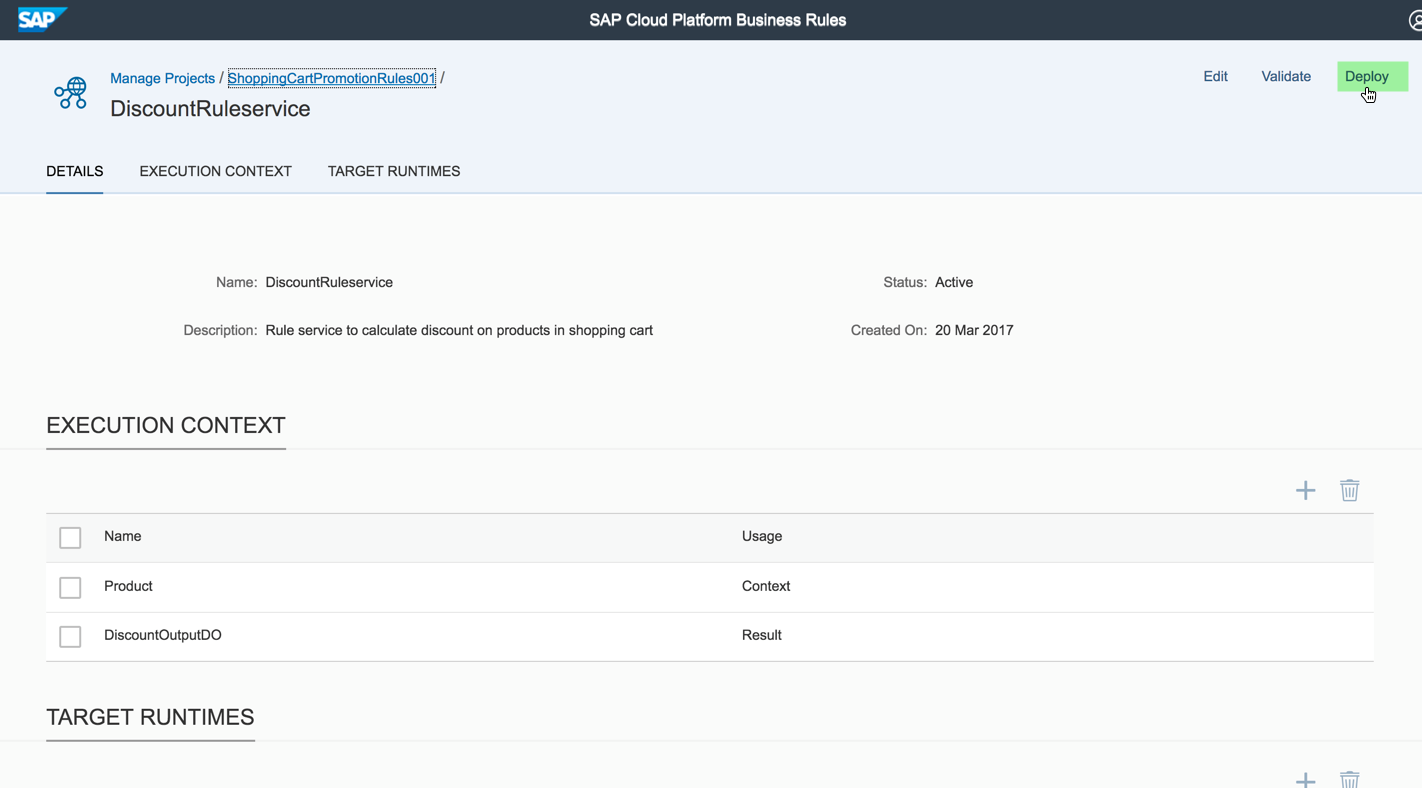 SAP
SAP Cloud Platform Business Rules
Manage Projects / ShoppingCartPromotionRules001 /
DiscountRuleservice
Edit Validate Deploy
DETAILS EXECUTION CONTEXT TARGET RUNTIMES
Name: DiscountRuleservice Status: Active
Description: Rule service to calculate discount on products in shopping cart Created On: 20 Mar 2017
EXECUTION CONTEXT
Name Usage
Product Context
DiscountOutputDO Result
TARGET RUNTIMES